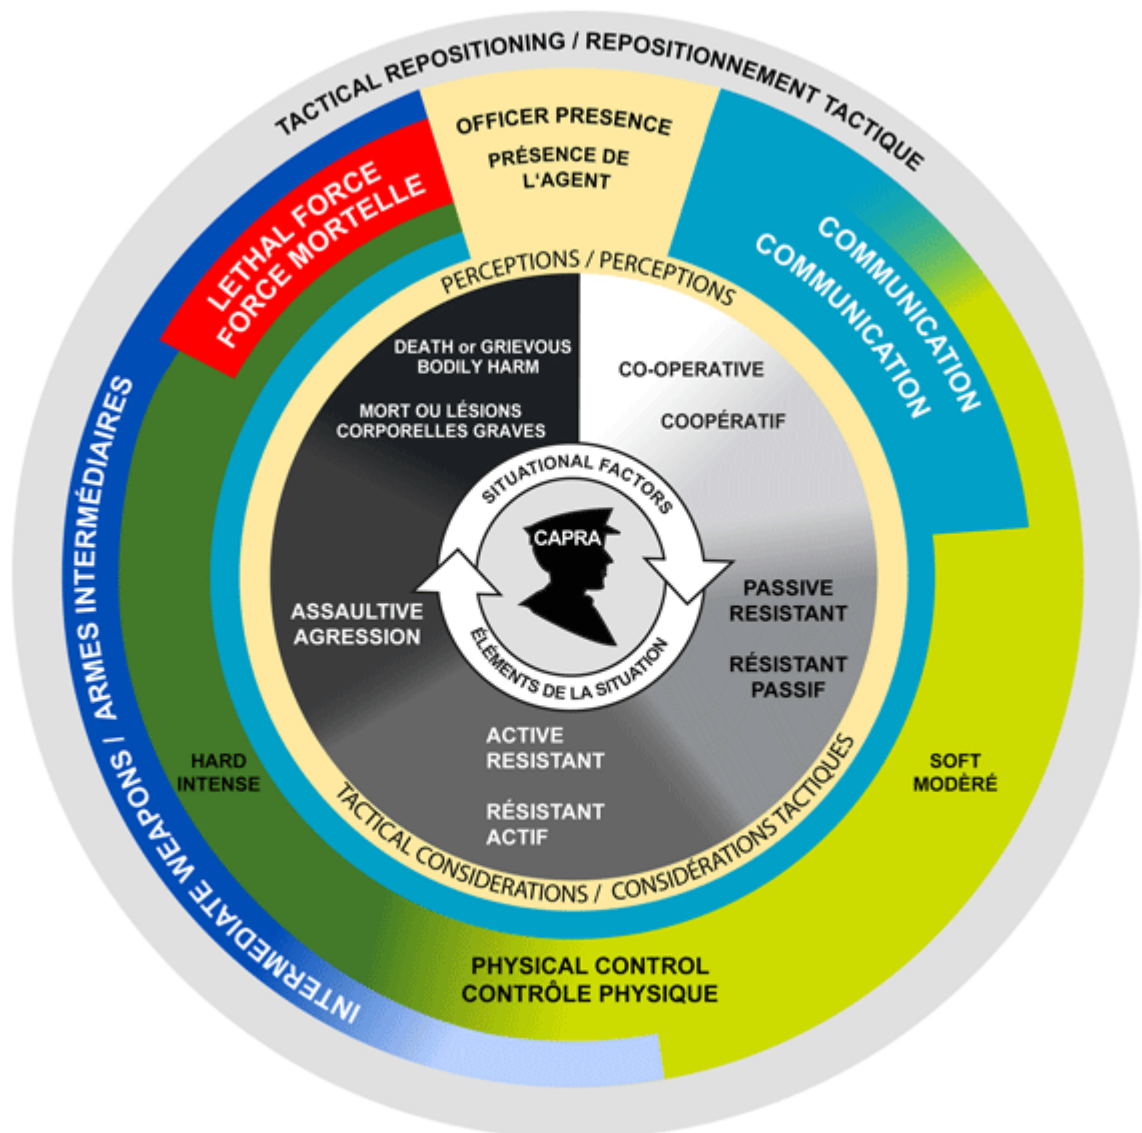 TACTICAL REPOSITIONING / REPOSITIONNEMENT TACTIQUE
OFFICER PRESENCE
PRÉSENCE DE
L'AGENT
COMMUNICATION
COMMUNICATION
LETHAL FORCE
FORCE MORTELLE
PERCEPTIONS / PERCEPTIONS
DEATH or GRIEVOUS
BODILY HARM
MORT OU LÉSIONS
CORPORELLES GRAVES
CO-OPERATIVE
COOPÉRATIF
SITUATIONAL FACTORS
CAPRA
ÉLÉMENTS DE LA SITUATION
ASSAULTIVE
AGRESSION
PASSIVE
RESISTANT
RÉSISTANT
PASSIF
ACTIVE
RESISTANT
RÉSISTANT
ACTIF
TACTICAL CONSIDERATIONS / CONSIDÉRATIONS TACTIQUES
HARD
INTENSE
SOFT
MODÈRÉ
PHYSICAL CONTROL
CONTRÔLE PHYSIQUE
INTERMEDIATE WEAPONS / ARMES INTERMÉDIAIRES